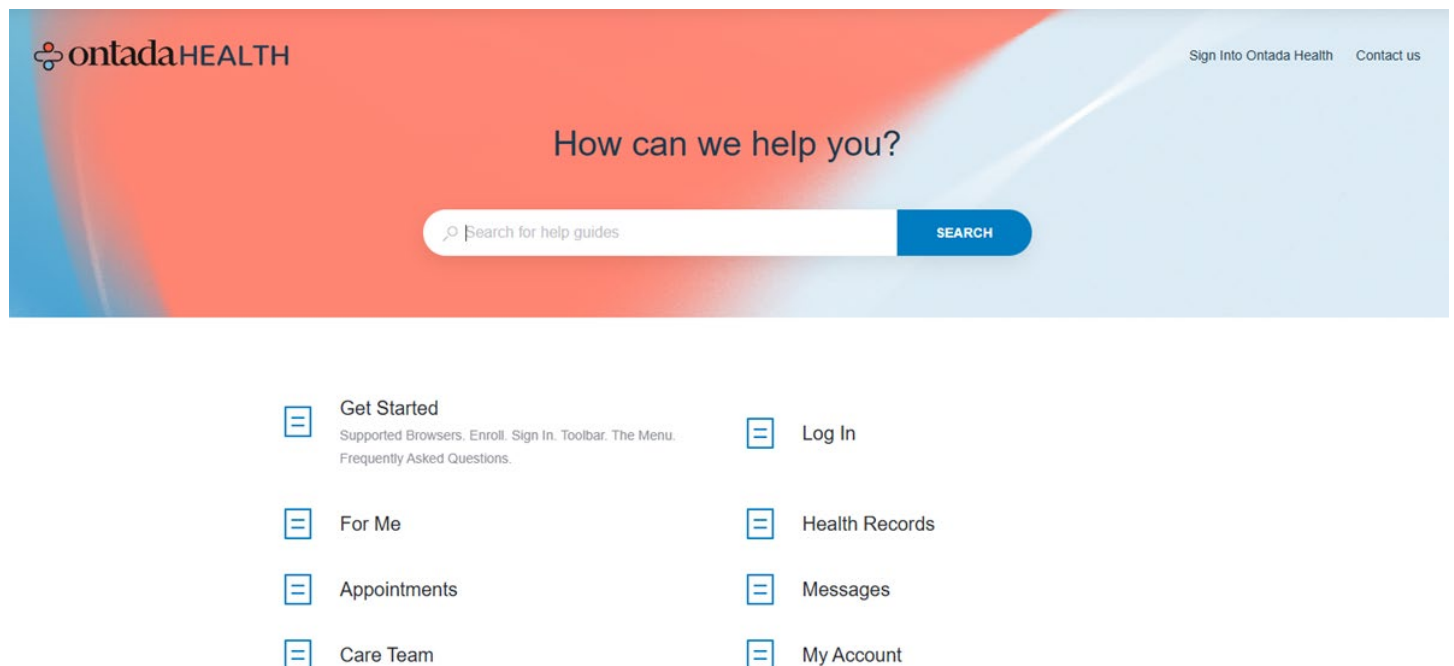 ontadaHEALTH
Sign Into Ontada Health Contact us
How can we help you?
Search for help guides SEARCH
Get Started
Supported Browsers. Enroll. Sign In. Toolbar. The Menu.
Frequently Asked Questions.
Log In
For Me
Health Records
Appointments
Messages
Care Team
My Account